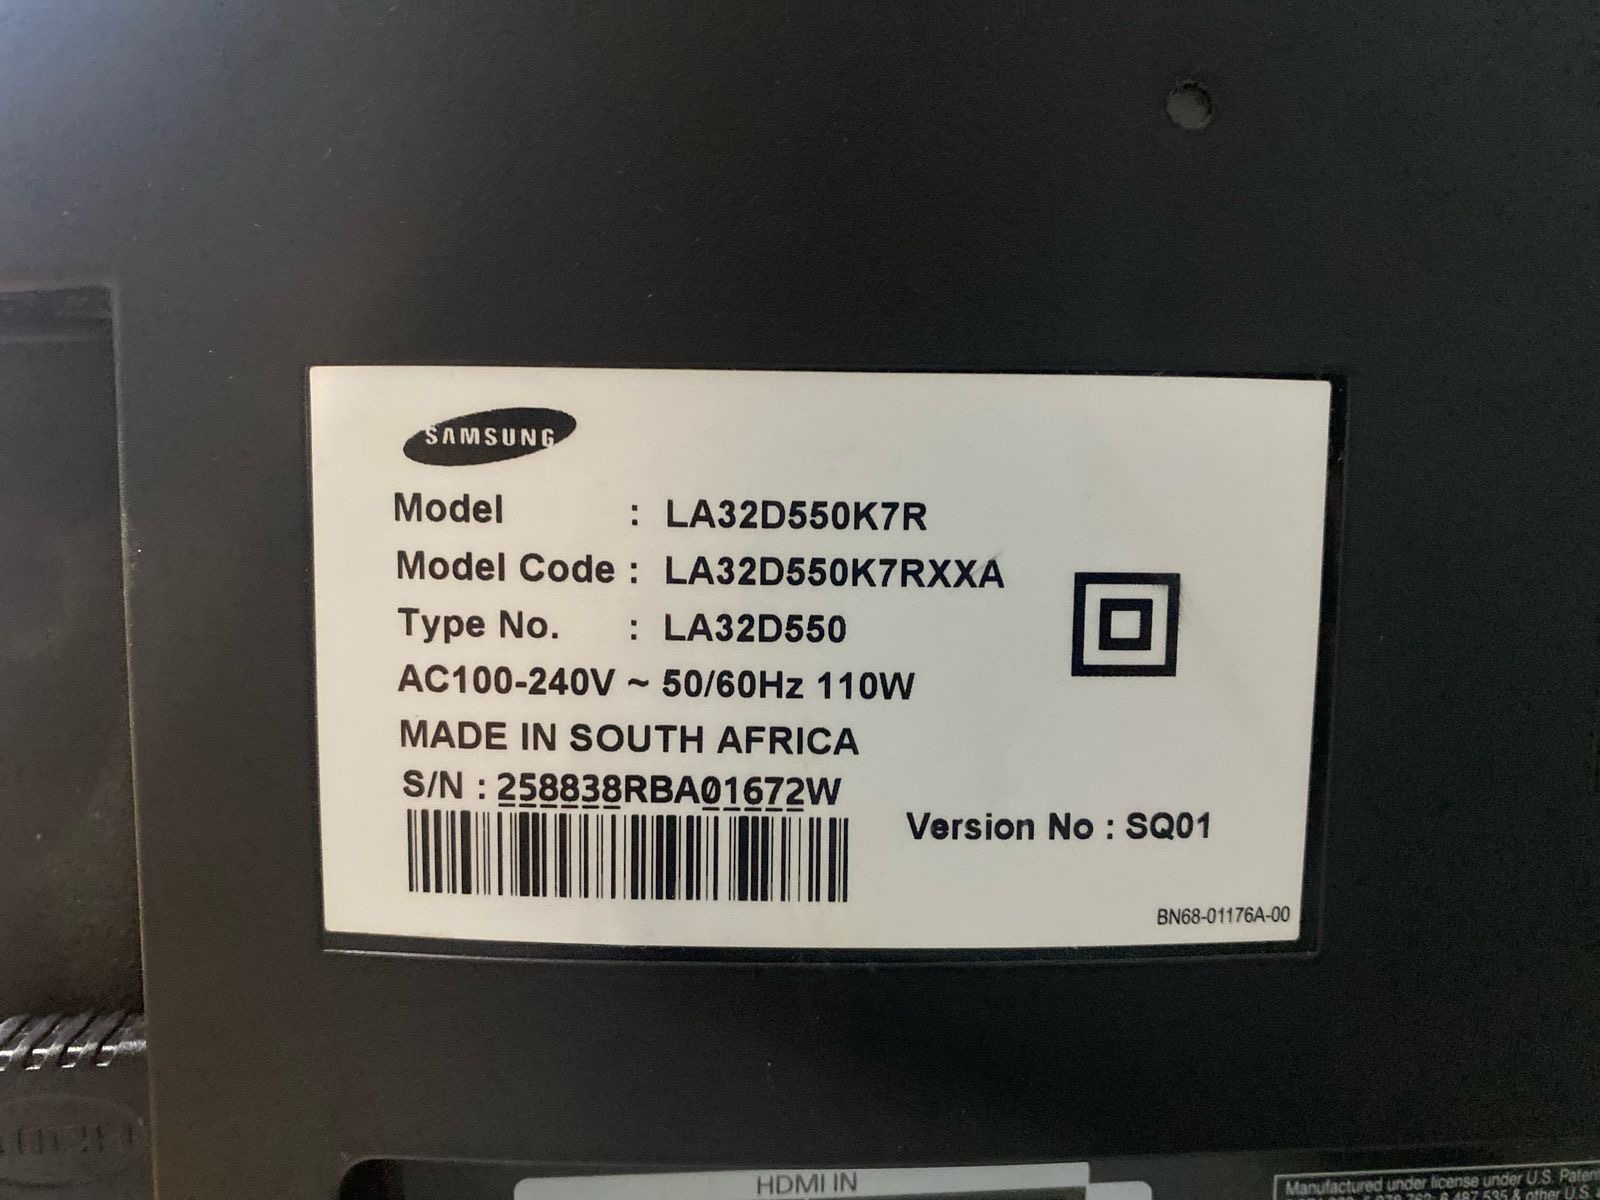 SAMSUNG
Model : LA32D550K7R
Model Code : LA32D550K7RXXA
Type No. : LA32D550
AC100-240V ~ 50/60Hz 110W
MADE IN SOUTH AFRICA
S/N : 258838RBA01672W
Version No : SQ01
BN68-01176A-00
HDMI IN
Manufactured under license under U.S.